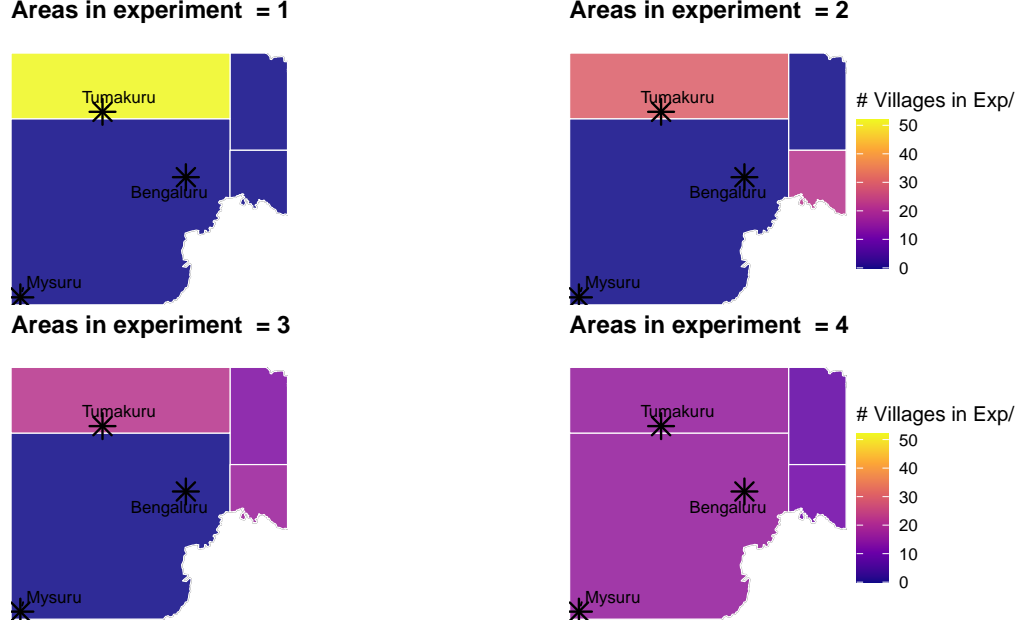 Areas in experiment = 1
Tumakuru
Bengaluru
Mysuru
Areas in experiment = 2
Tumakuru
Bengaluru
Mysuru
# Villages in Exp/
50
40
30
20
10
0
Areas in experiment = 3
Tumakuru
Bengaluru
Mysuru
Areas in experiment = 4
Tumakuru
Bengaluru
Mysuru
# Villages in Exp/
50
40
30
20
10
0